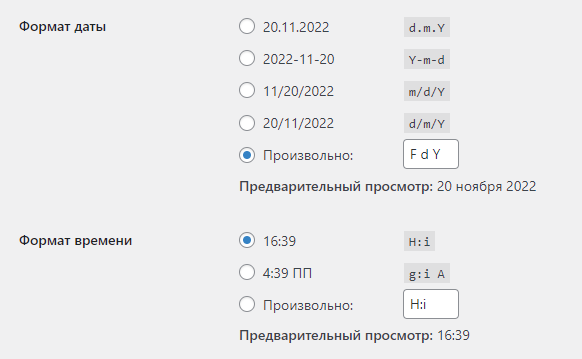 Формат даты
20.11.2022 d.m.Y
2022-11-20 Y-m-d
11/20/2022 m/d/Y
20/11/2022 d/m/Y
Произвольно: F d Y
Предварительный просмотр: 20 ноября 2022
Формат времени
16:39 H:i
4:39 ПП g:i A
Произвольно: H:i
Предварительный просмотр: 16:39